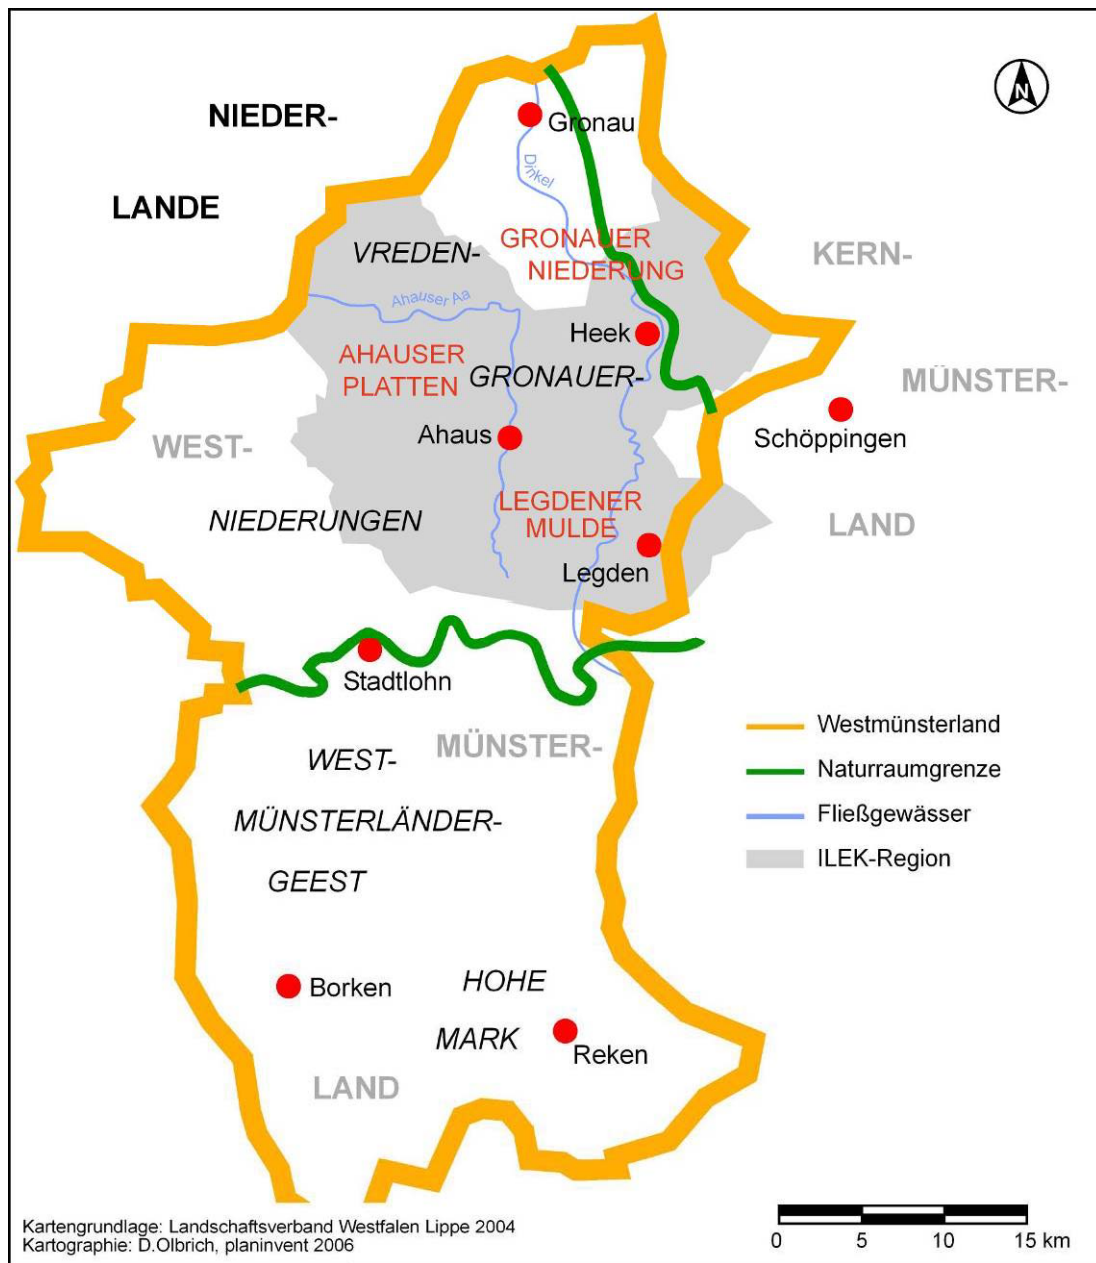 N
NIEDER-
Gronau
Dinkel
LANDE
GRONAUER
NIEDERUNG
VREDEN-
KERN-
Ahauser Aa
Heek
AHAUSER
PLATTEN
GRONAUER-
MÜNSTER-
Ahaus
WEST-
Schöppingen
LEGDENER
MULDE
NIEDERUNGEN
LAND
Legden
Stadtlohn
MÜNSTER-
WEST-
MÜNSTERLÄNDER-
GEEST
Westmünsterland
Naturraumgrenze
Fließgewässer
ILEK-Region
Borken
HOHE
MARK
Reken
LAND
Kartengrundlage: Landschaftsverband Westfalen Lippe 2004
Kartographie: D.Olbrich, planinvent 2006
0 5 10 15 km